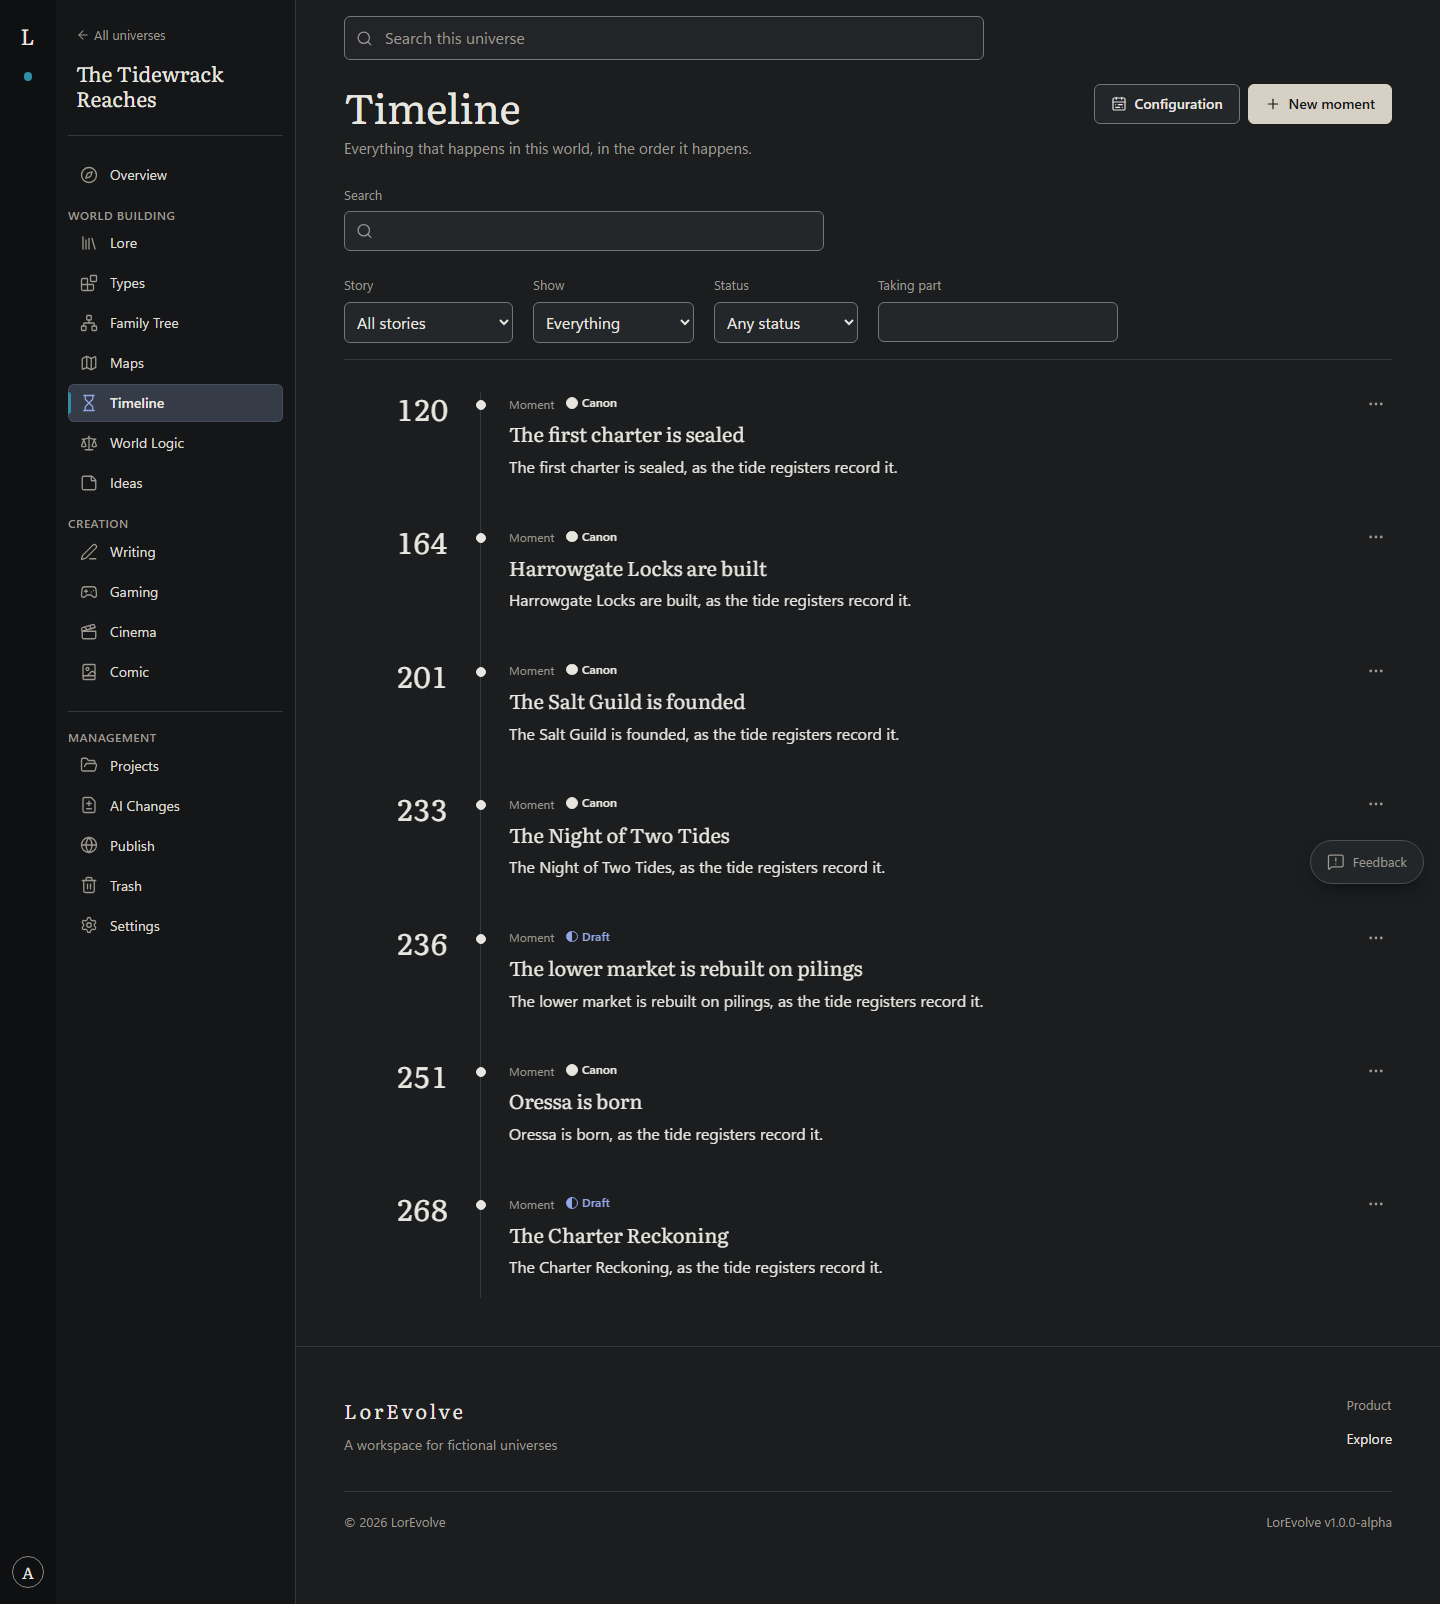 L
All universes
The Tidewrack
Reaches
Overview
WORLD BUILDING
Lore
Types
Family Tree
Maps
Timeline
World Logic
Ideas
CREATION
Writing
Gaming
Cinema
Comic
MANAGEMENT
Projects
AI Changes
Publish
Trash
Settings
A
Search this universe
Timeline
Configuration
New moment
Everything that happens in this world, in the order it happens.
Search
Story
Show
Status
Taking part
All stories
Everything
Any status
120
Moment Canon
The first charter is sealed
The first charter is sealed, as the tide registers record it.
164
Moment Canon
Harrowgate Locks are built
Harrowgate Locks are built, as the tide registers record it.
201
Moment Canon
The Salt Guild is founded
The Salt Guild is founded, as the tide registers record it.
233
Moment Canon
The Night of Two Tides
The Night of Two Tides, as the tide registers record it.
Feedback
236
Moment Draft
The lower market is rebuilt on pilings
The lower market is rebuilt on pilings, as the tide registers record it.
251
Moment Canon
Oressa is born
Oressa is born, as the tide registers record it.
268
Moment Draft
The Charter Reckoning
The Charter Reckoning, as the tide registers record it.
LorEvolve
A workspace for fictional universes
Product
Explore
© 2026 LorEvolve
LorEvolve v1.0.0-alpha